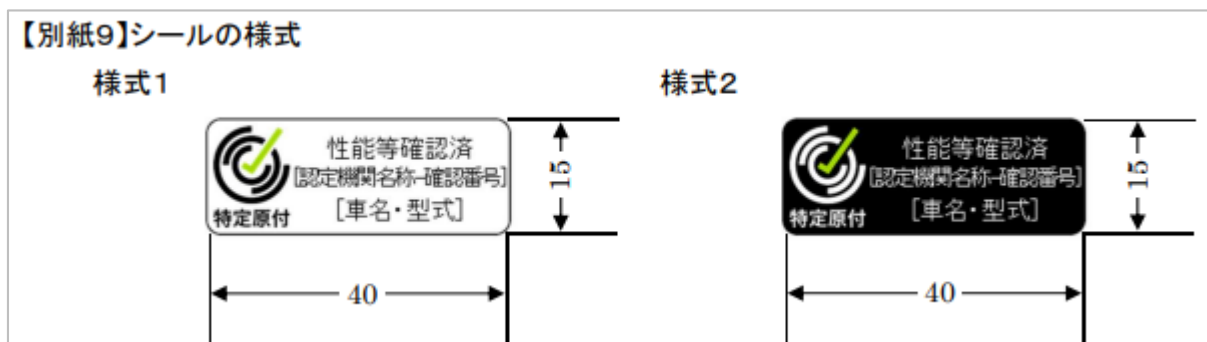 【別紙9】シールの様式
様式1
様式2
性能等確認済
[認定機関名称-確認番号]
[車名・型式]
特定原付
15
40
性能等確認済
[認定機関名称-確認番号]
[車名・型式]
特定原付
15
40